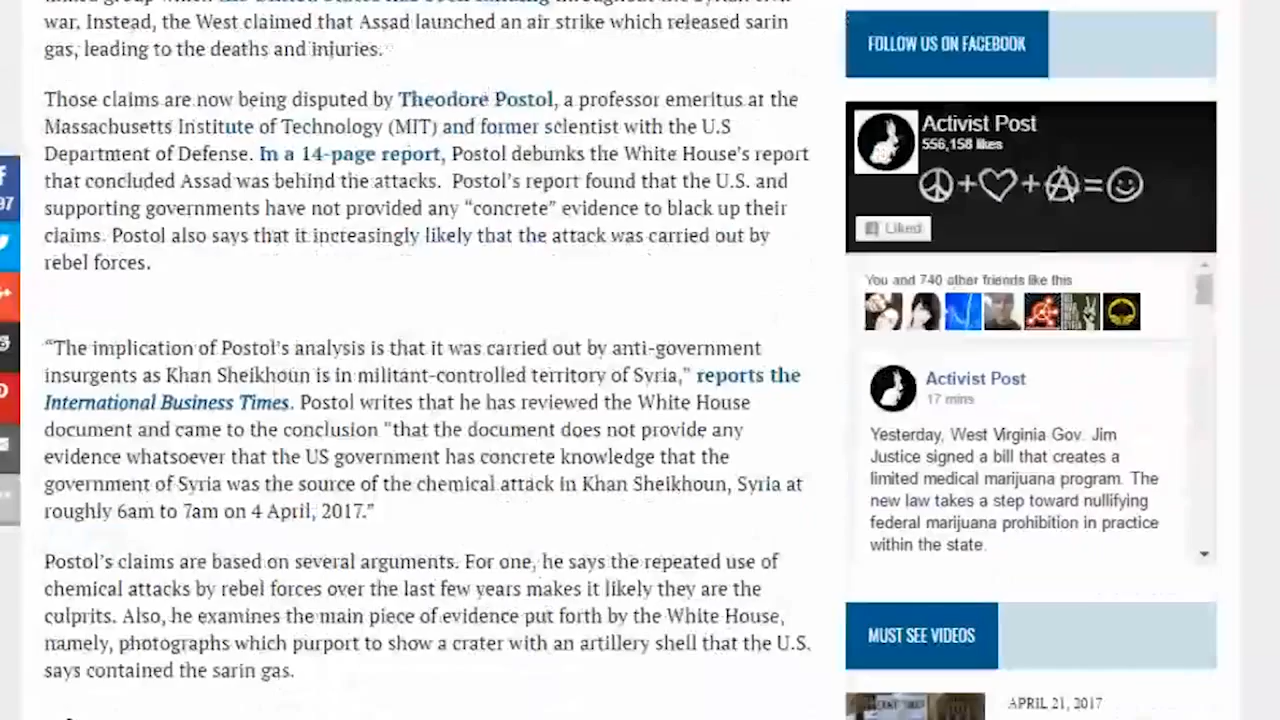 war. Instead, the West claimed that Assad launched an air strike which released sarin
gas, leading to the deaths and injuries.
Those claims are now being disputed by Theodore Postol, a professor emeritus at the
Massachusetts Institute of Technology (MIT) and former scientist with the U.S
Department of Defense. In a 14-page report, Postol debunks the White House's report
that concluded Assad was behind the attacks. Postol's report found that the U.S. and
supporting governments have not provided any “concrete” evidence to black up their
claims. Postol also says that it increasingly likely that the attack was carried out by
rebel forces.
“The implication of Postol's analysis is that it was carried out by anti-government
insurgents as Khan Sheikhoun is in militant-controlled territory of Syria,” reports the
International Business Times. Postol writes that he has reviewed the White House
document and came to the conclusion "that the document does not provide any
evidence whatsoever that the US government has concrete knowledge that the
government of Syria was the source of the chemical attack in Khan Sheikhoun, Syria at
roughly 6am to 7am on 4 April, 2017.”
Postol's claims are based on several arguments. For one, he says the repeated use of
chemical attacks by rebel forces over the last few years makes it likely they are the
culprits. Also, he examines the main piece of evidence put forth by the White House,
namely, photographs which purport to show a crater with an artillery shell that the U.S.
says contained the sarin gas.
97
FOLLOW US ON FACEBOOK
Activist Post
556,158 likes
Liked
You and 740 other friends like this
Activist Post
17 mins
Yesterday, West Virginia Gov. Jim
Justice signed a bill that creates a
limited medical marijuana program. The
new law takes a step toward nullifying
federal marijuana prohibition in practice
within the state.
MUST SEE VIDEOS
APRIL 21, 2017